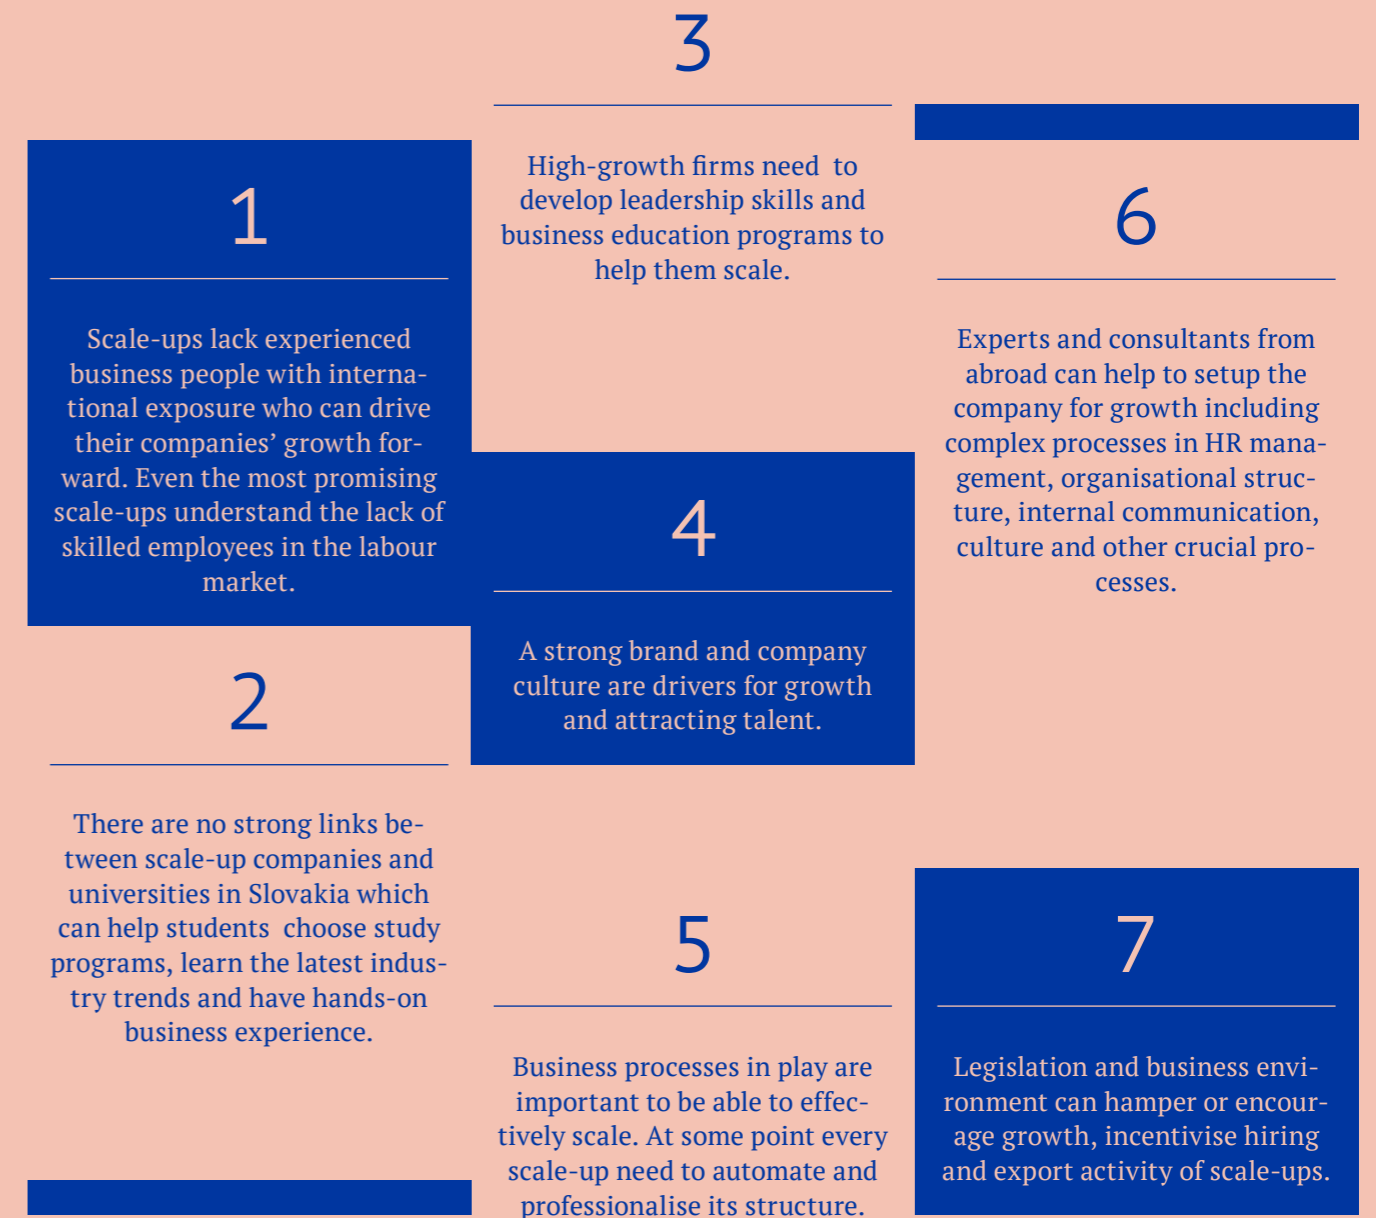 1
Scale-ups lack experienced
business people with interna-
tional exposure who can drive
their companies’ growth for-
ward. Even the most promising
scale-ups understand the lack of
skilled employees in the labour
market.
2
There are no strong links be-
tween scale-up companies and
universities in Slovakia which
can help students choose study
programs, learn the latest indus-
try trends and have hands-on
business experience.
3
High-growth firms need to
develop leadership skills and
business education programs to
help them scale.
4
A strong brand and company
culture are drivers for growth
and attracting talent.
5
Business processes in play are
important to be able to effec-
tively scale. At some point every
scale-up need to automate and
professionalise its structure.
6
Experts and consultants from
abroad can help to setup the
company for growth including
complex processes in HR mana-
gement, organisational struc-
ture, internal communication,
culture and other crucial pro-
cesses.
7
Legislation and business envi-
ronment can hamper or encour-
age growth, incentivise hiring
and export activity of scale-ups.